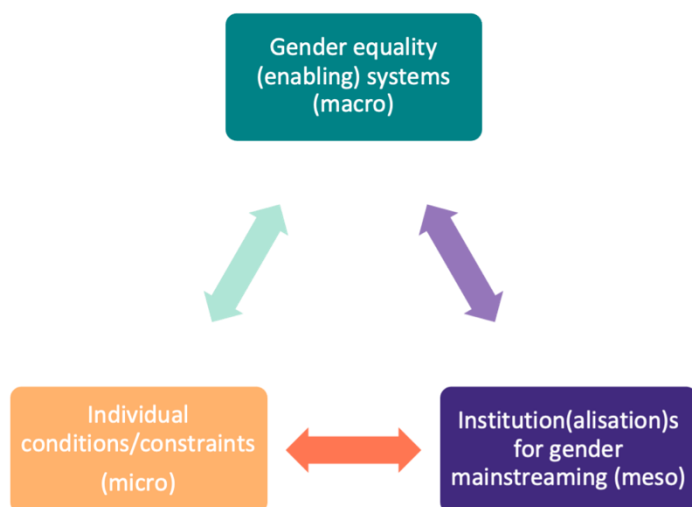 Gender equality
(enabling) systems
(macro)
Individual
conditions/constraints
(micro)
Institution(alisation)s
for gender
mainstreaming (meso)